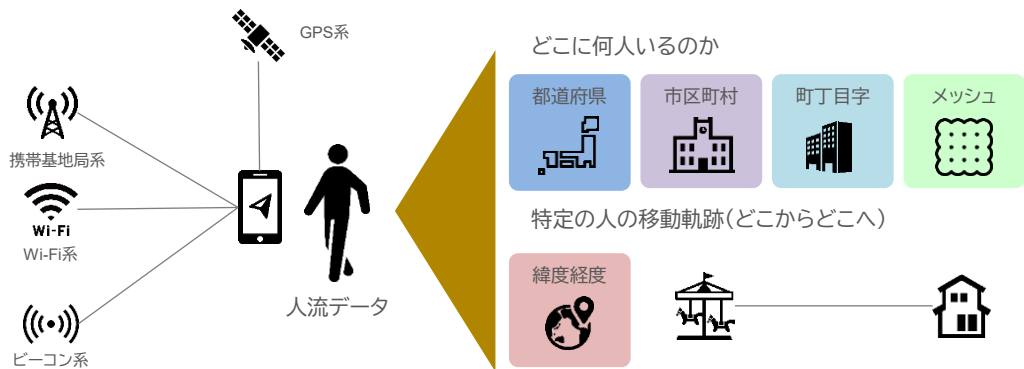 GPS系
携帯基地局系
Wi-Fi
Wi-Fi系
ビーコン系
人流データ
どこに何人いるのか
都道府県
市区町村
町丁目字
メッシュ
特定の人の移動軌跡（どこからどこへ）
緯度経度